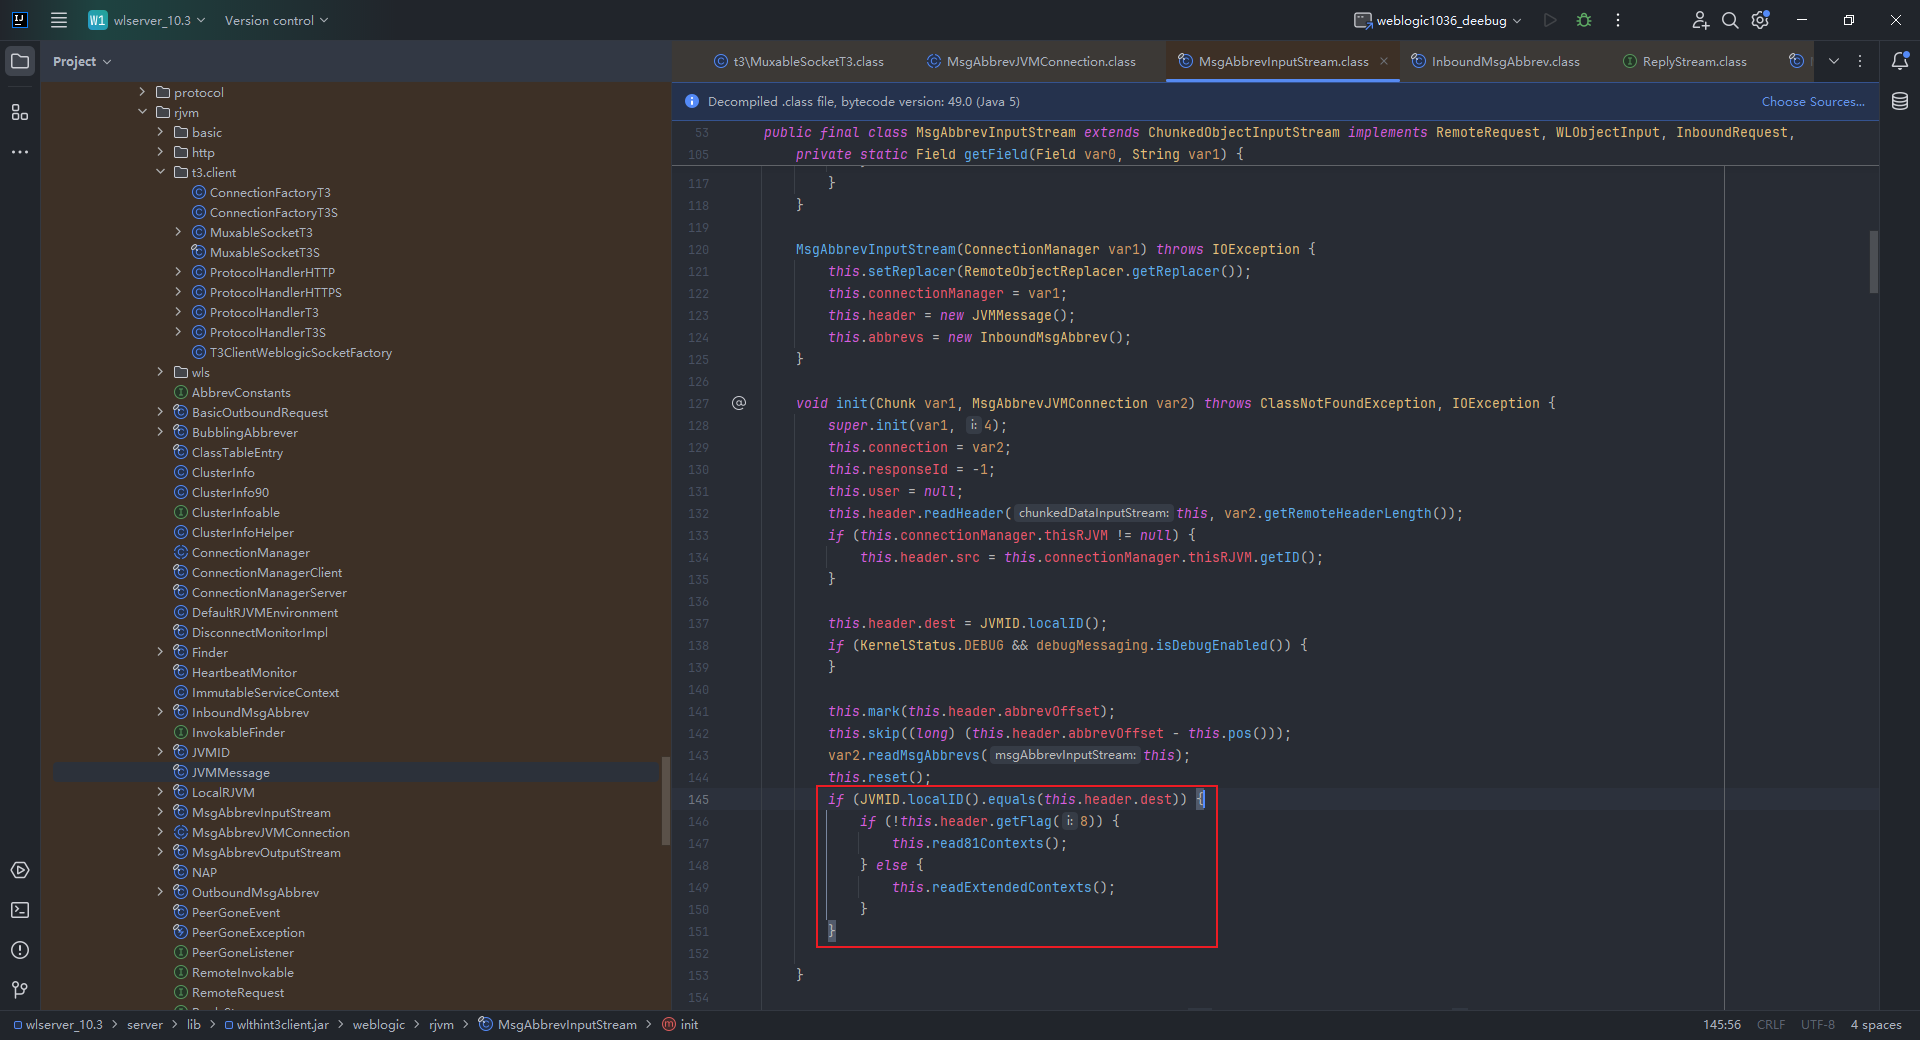 W1 wlserver_10.3 Version control weblogic1036_deebug
Project
t3\MuxableSocketT3.class MsgAbbrevJVMConnection.class MsgAbbrevInputStream.class InboundMsgAbbrev.class ReplyStream.class
Decompiled .class file, bytecode version: 49.0 (Java 5) Choose Sources...
protocol
rjvm
basic
http
t3.client
ConnectionFactoryT3
ConnectionFactoryT3S
MuxableSocketT3
MuxableSocketT3S
ProtocolHandlerHTTP
ProtocolHandlerHTTPS
ProtocolHandlerT3
ProtocolHandlerT3S
T3ClientWeblogicSocketFactory
wls
AbbrevConstants
BasicOutboundRequest
BubblingAbbrever
ClassTableEntry
ClusterInfo
ClusterInfo90
ClusterInfoable
ClusterInfoHelper
ConnectionManager
ConnectionManagerClient
ConnectionManagerServer
DefaultRJVMEnvironment
DisconnectMonitorImpl
Finder
HeartbeatMonitor
ImmutableServiceContext
InboundMsgAbbrev
InvokableFinder
JVMID
JVMMessage
LocalRJVM
MsgAbbrevInputStream
MsgAbbrevJVMConnection
MsgAbbrevOutputStream
NAP
OutboundMsgAbbrev
PeerGoneEvent
PeerGoneException
PeerGoneListener
RemoteInvokable
RemoteRequest
53 public final class MsgAbbrevInputStream extends ChunkedObjectInputStream implements RemoteRequest, WLObjectInput, InboundRequest,
105 private static Field getField(Field var0, String var1) {
117 }
118 }
119
120 MsgAbbrevInputStream(ConnectionManager var1) throws IOException {
121 this.setReplacer(RemoteObjectReplacer.getReplacer());
122 this.connectionManager = var1;
123 this.header = new JVMMessage();
124 this.abbrevs = new InboundMsgAbbrev();
125 }
126
127 @ void init(Chunk var1, MsgAbbrevJVMConnection var2) throws ClassNotFoundException, IOException {
128 super.init(var1, i: 4);
129 this.connection = var2;
130 this.responseId = -1;
131 this.user = null;
132 this.header.readHeader( chunkedDataInputStream: this, var2.getRemoteHeaderLength());
133 if (this.connectionManager.thisRJVM != null) {
134 this.header.src = this.connectionManager.thisRJVM.getID();
135 }
136
137 this.header.dest = JVMID.localID();
138 if (KernelStatus.DEBUG && debugMessaging.isDebugEnabled()) {
139 }
140
141 this.mark(this.header.abbrevOffset);
142 this.skip((long) (this.header.abbrevOffset - this.pos()));
143 var2.readMsgAbbrevs( msgAbbrevInputStream: this);
144 this.reset();
145 if (JVMID.localID().equals(this.header.dest)) {
146 if (!this.header.getFlag( i: 8)) {
147 this.read81Contexts();
148 } else {
149 this.readExtendedContexts();
150 }
151 }
152
153 }
154
wlserver_10.3 > server > lib > wlthint3client.jar > weblogic > rjvm > MsgAbbrevInputStream > init 145:56 CRLF UTF-8 4 spaces